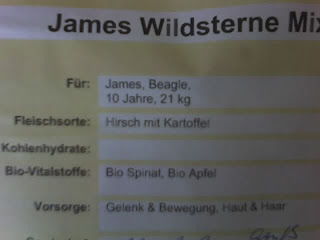 James Wildsterne Mix
Für: James, Beagle,
10 Jahre, 21 kg
Fleischsorte: Hirsch mit Kartoffel
Kohlenhydrate:
Bio-Vitalstoffe: Bio Spinat, Bio Apfel
Vorsorge: Gelenk & Bewegung, Haut & Haar